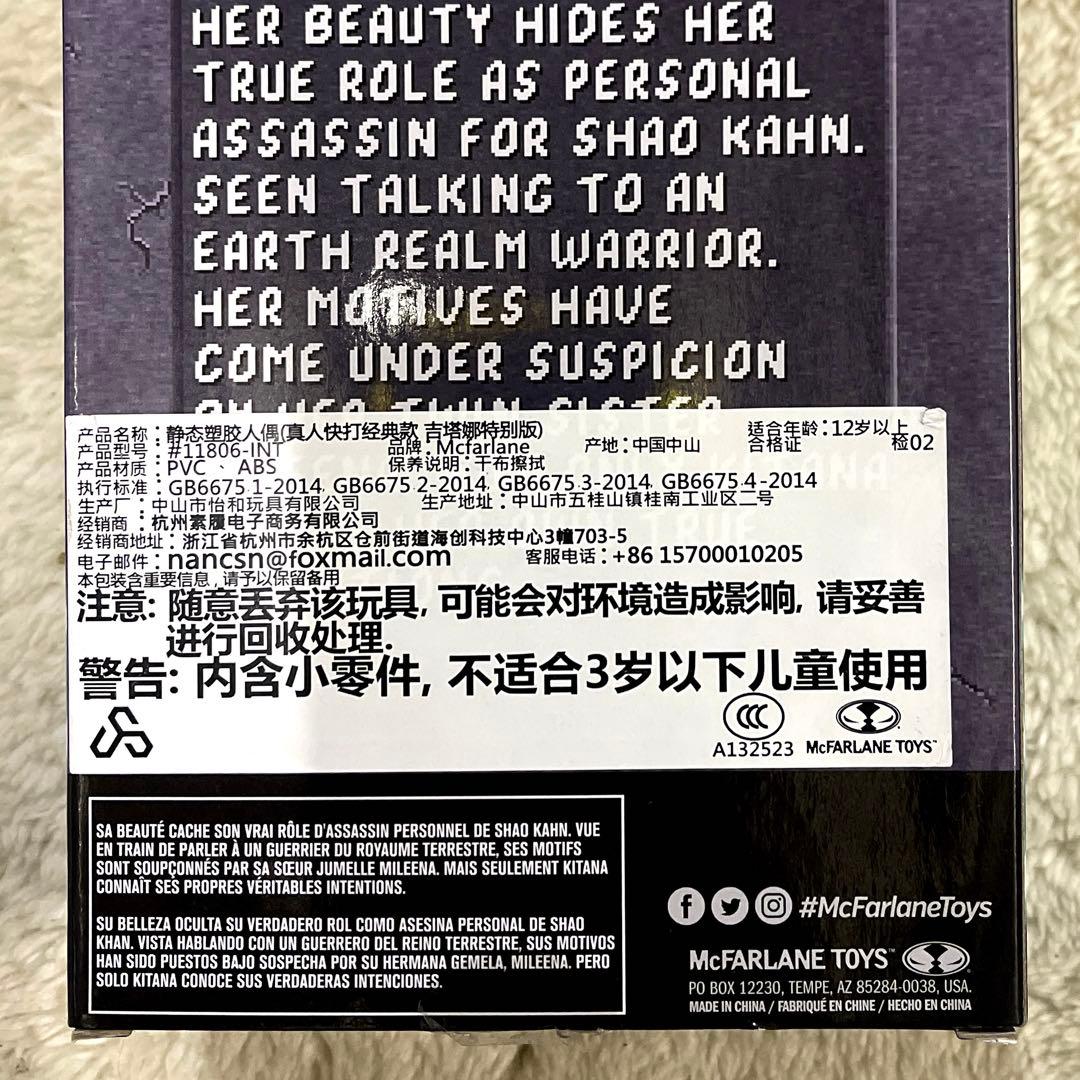 HER BEAUTY HIDES HER
TRUE ROLE AS PERSONAL
ASSASSIN FOR SHAO KAHN.
SEEN TALKING TO AN
EARTH REALM WARRIOR.
HER MOTIVES HAVE
COME UNDER SUSPICION
TWIN SISTER
产品名称：静态塑胶人偶(真人快打经典款 吉塔娜特别版) 适合年龄：12岁以上
产品型号：#11806-INT 品牌：Mcfarlane 产地：中国中山 合格证 检02
产品材质：PVC 、 ABS 保养说明：干布擦拭
执行标准：GB6675.1-2014, GB6675.2-2014, GB6675.3-2014, GB6675.4-2014
生产厂：中山市怡和玩具有限公司 生产地址：中山市五桂山镇桂南工业区二号
经销商：杭州素履电子商务有限公司
经销商地址：浙江省杭州市余杭区仓前街道海创科技中心3幢703-5
电子邮件：nancsn@foxmail.com 客服电话：+86 15700010205
本包装含重要信息，请予以保留备用
注意: 随意丢弃该玩具, 可能会对环境造成影响, 请妥善
进行回收处理.
警告: 内含小零件, 不适合3岁以下儿童使用
CCC
A132523 McFARLANE TOYS™
SA BEAUTÉ CACHE SON VRAI RÔLE D'ASSASSIN PERSONNEL DE SHAO KAHN. VUE
EN TRAIN DE PARLER À UN GUERRIER DU ROYAUME TERRESTRE, SES MOTIFS
SONT SOUPÇONNÉS PAR SA SŒUR JUMELLE MILEENA. MAIS SEULEMENT KITANA
CONNAÎT SES PROPRES VÉRITABLES INTENTIONS.
SU BELLEZA OCULTA SU VERDADERO ROL COMO ASESINA PERSONAL DE SHAO
KHAN. VISTA HABLANDO CON UN GUERRERO DEL REINO TERRESTRE, SUS MOTIVOS
HAN SIDO PUESTOS BAJO SOSPECHA POR SU HERMANA GEMELA, MILEENA. PERO
SOLO KITANA CONOCE SUS VERDADERAS INTENCIONES.
#McFarlaneToys
McFARLANE TOYS™
PO BOX 12230, TEMPE, AZ 85284-0038, USA.
MADE IN CHINA / FABRIQUÉ EN CHINE / HECHO EN CHINA